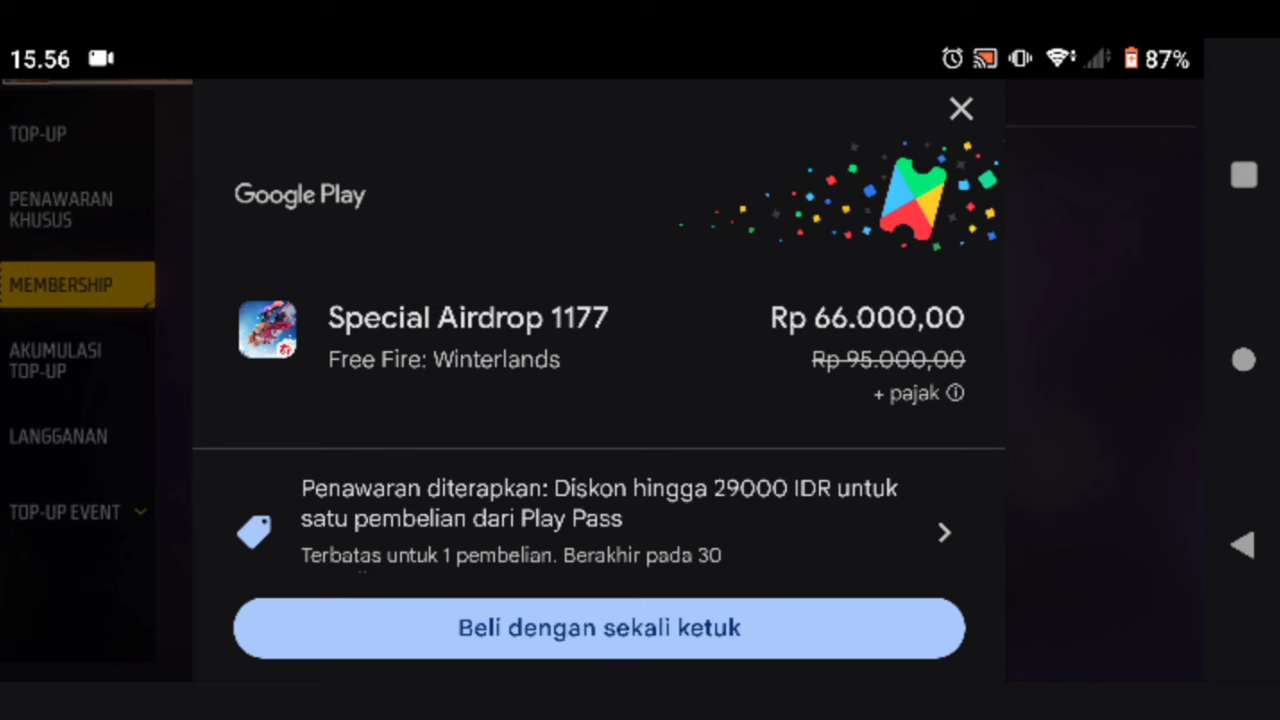 15.56
87%
TOP-UP
PENAWARAN
KHUSUS
MEMBERSHIP
AKUMULASI
TOP-UP
LANGGANAN
TOP-UP EVENT
Google Play
Special Airdrop 1177
Rp 66.000,00
Free Fire: Winterlands
Rp 95.000,00
+ pajak
Penawaran diterapkan: Diskon hingga 29000 IDR untuk
satu pembelian dari Play Pass
Terbatas untuk 1 pembelian. Berakhir pada 30
Beli dengan sekali ketuk